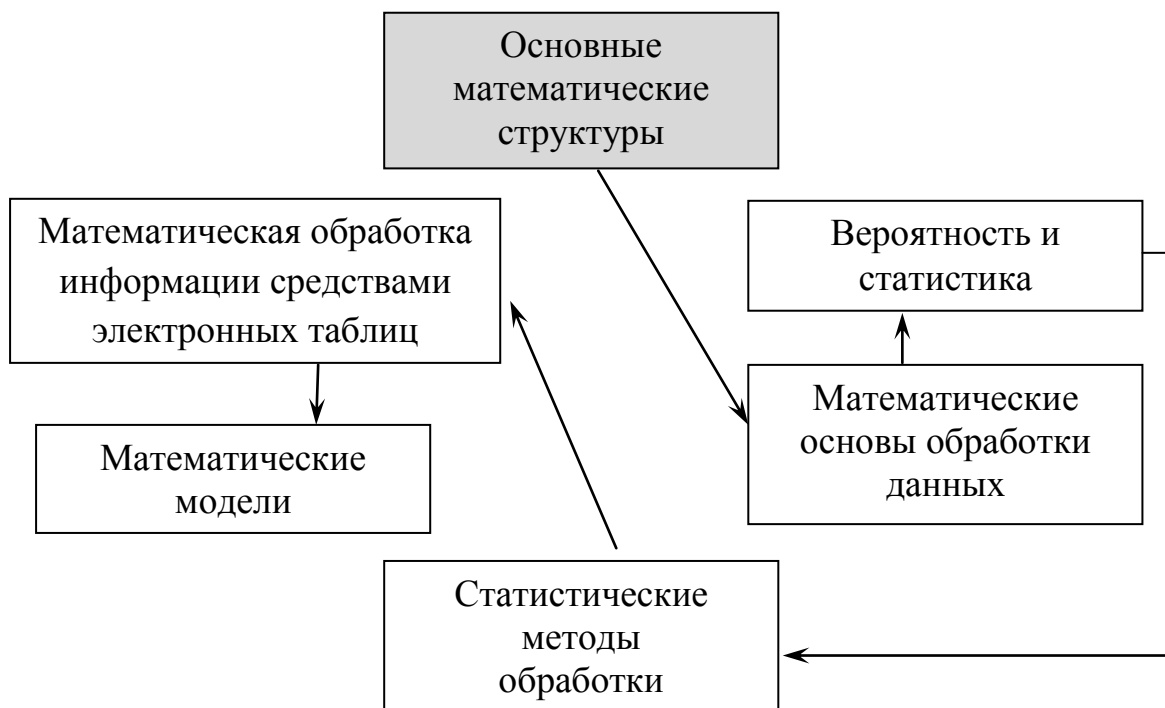 Основные
математические
структуры
Математическая обработка
информации средствами
электронных таблиц
Вероятность и
статистика
Математические
основы обработки
данных
Математические
модели
Статистические
методы
обработки